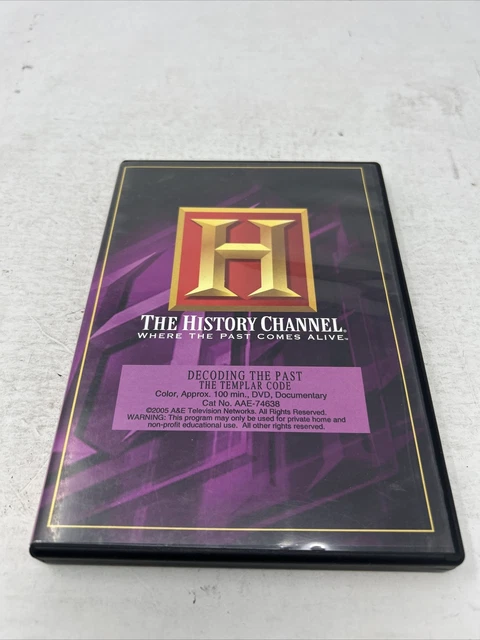 H
THE HISTORY CHANNEL®
WHERE THE PAST COMES ALIVE™
DECODING THE PAST
THE TEMPLAR CODE
Color, Approx. 100 min., DVD, Documentary
Cat No. AAE-74638
©2005 A&E Television Networks. All Rights Reserved.
WARNING: This program may only be used for private home and
non-profit educational use. All other rights reserved.